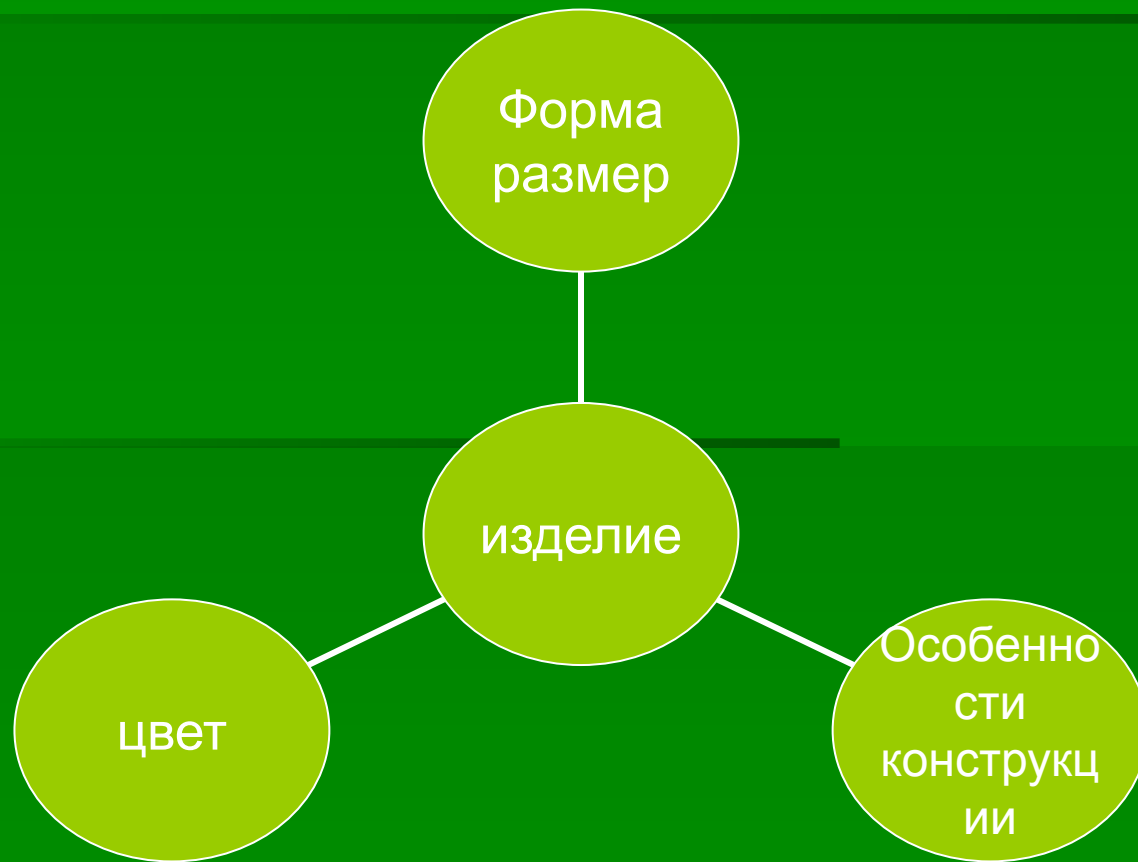 Форма
размер
изделие
цвет
Особенно
сти
конструкц
ии